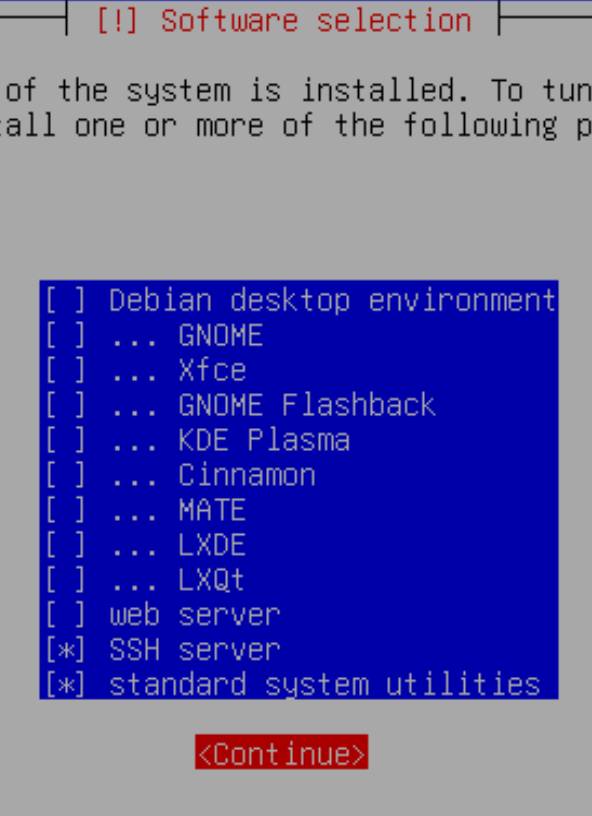 [!] Software selection
of the system is installed. To tun
all one or more of the following p
[ ] Debian desktop environment
[ ] ... GNOME
[ ] ... Xfce
[ ] ... GNOME Flashback
[ ] ... KDE Plasma
[ ] ... Cinnamon
[ ] ... MATE
[ ] ... LXDE
[ ] ... LXQt
[ ] web server
[*] SSH server
[*] standard system utilities
<Continue>